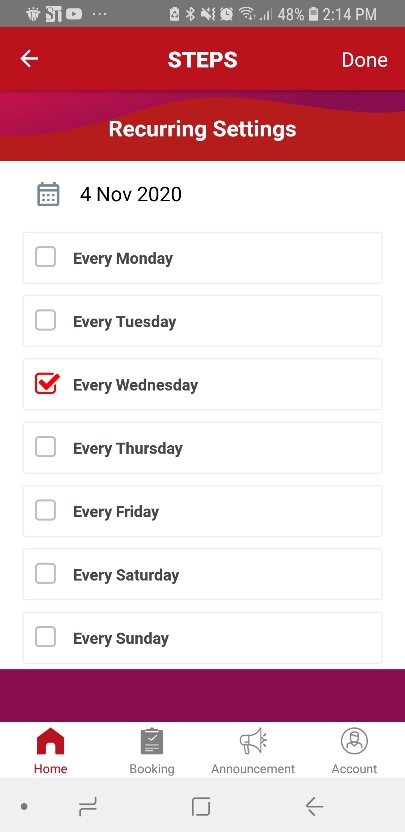 48% 2:14 PM
STEPS Done
Recurring Settings
4 Nov 2020
Every Monday
Every Tuesday
Every Wednesday
Every Thursday
Every Friday
Every Saturday
Every Sunday
Home Booking Announcement Account